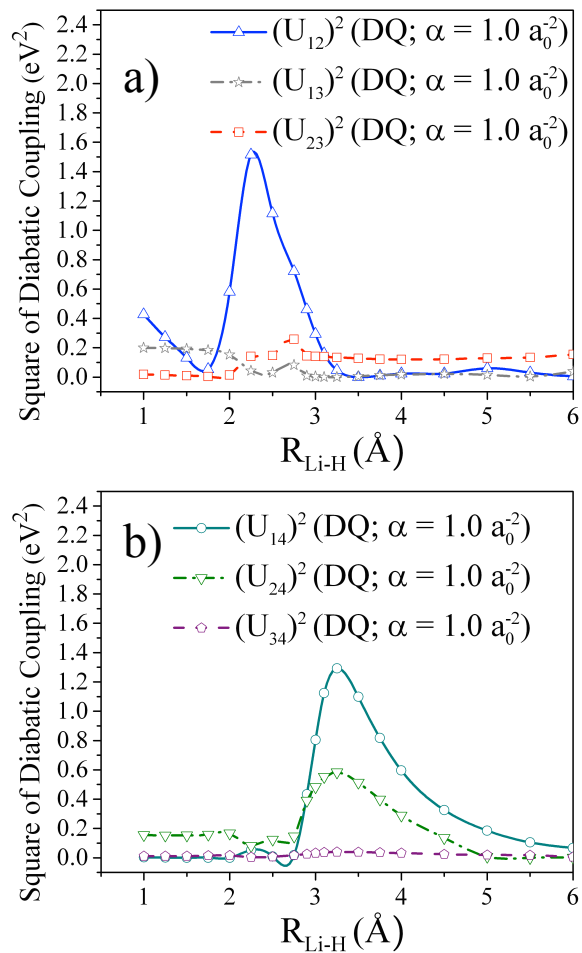 2.4
2.2
2.0
1.8
1.6
1.4
1.2
1.0
0.8
0.6
0.4
0.2
0.0
Square of Diabatic Coupling (eV²)
a)
(U₁₂)² (DQ; α = 1.0 a₀⁻²)
(U₁₃)² (DQ; α = 1.0 a₀⁻²)
(U₂₃)² (DQ; α = 1.0 a₀⁻²)
1 2 3 4 5 6
R_Li-H (Å)
2.4
2.2
2.0
1.8
1.6
1.4
1.2
1.0
0.8
0.6
0.4
0.2
0.0
Square of Diabatic Coupling (eV²)
b)
(U₁₄)² (DQ; α = 1.0 a₀⁻²)
(U₂₄)² (DQ; α = 1.0 a₀⁻²)
(U₃₄)² (DQ; α = 1.0 a₀⁻²)
1 2 3 4 5 6
R_Li-H (Å)